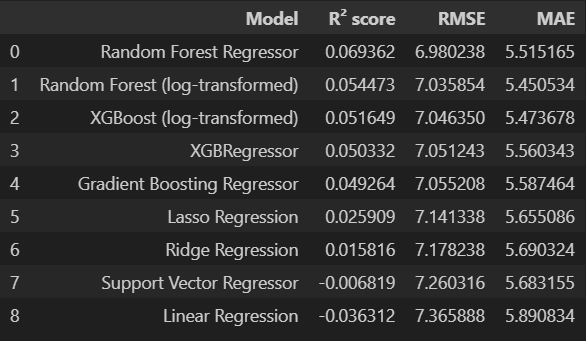 Model R² score RMSE MAE
0 Random Forest Regressor 0.069362 6.980238 5.515165
1 Random Forest (log-transformed) 0.054473 7.035854 5.450534
2 XGBoost (log-transformed) 0.051649 7.046350 5.473678
3 XGBRegressor 0.050332 7.051243 5.560343
4 Gradient Boosting Regressor 0.049264 7.055208 5.587464
5 Lasso Regression 0.025909 7.141338 5.655086
6 Ridge Regression 0.015816 7.178238 5.690324
7 Support Vector Regressor -0.006819 7.260316 5.683155
8 Linear Regression -0.036312 7.365888 5.890834